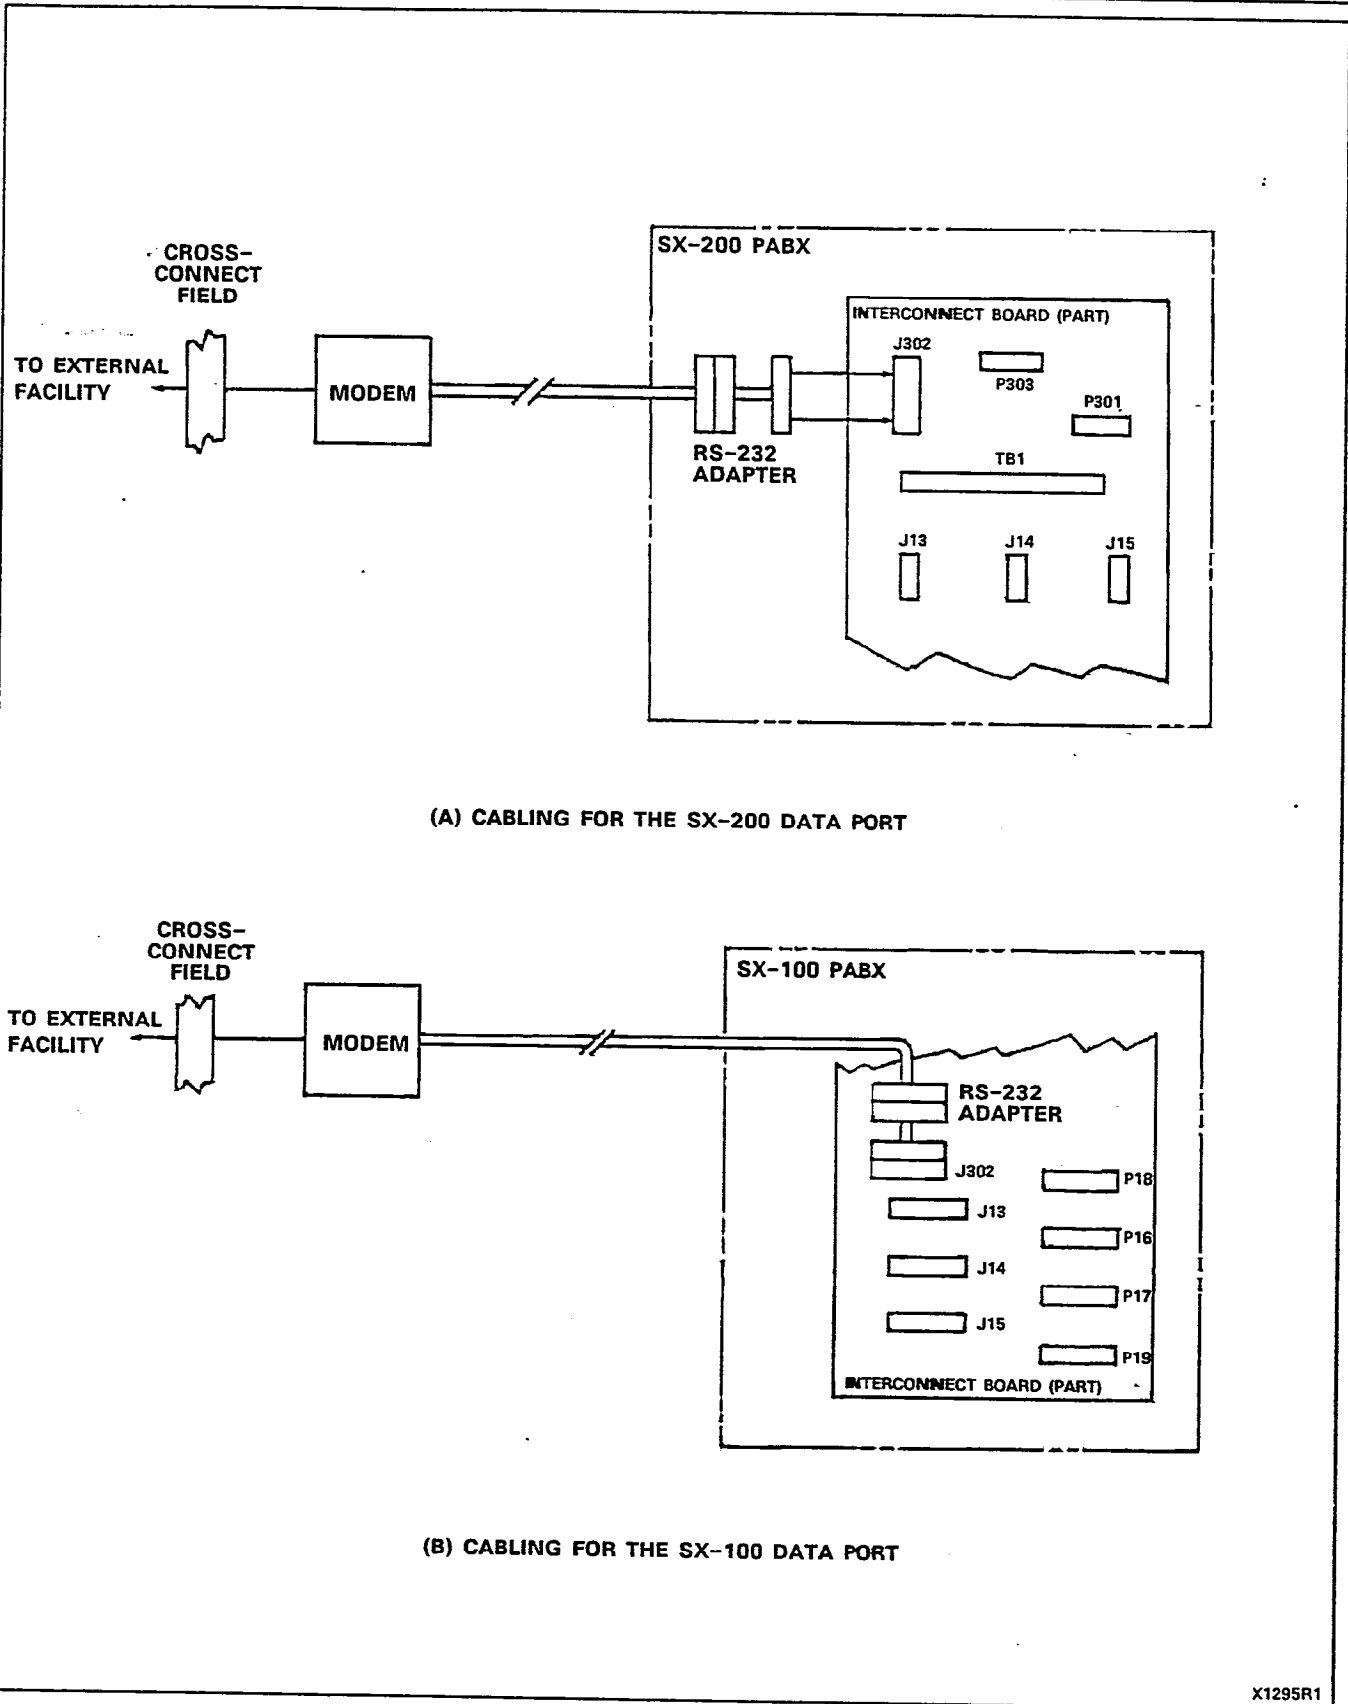 SX-200 PABX
CROSS-
CONNECT
FIELD
INTERCONNECT BOARD (PART)
J302
P303
TO EXTERNAL
FACILITY
MODEM
P301
RS-232
ADAPTER
TB1
J13
J14
J15
(A) CABLING FOR THE SX-200 DATA PORT
CROSS-
CONNECT
FIELD
SX-100 PABX
TO EXTERNAL
FACILITY
MODEM
RS-232
ADAPTER
J302
P18
J13
P16
J14
P17
J15
P19
INTERCONNECT BOARD (PART)
(B) CABLING FOR THE SX-100 DATA PORT
X1295R1